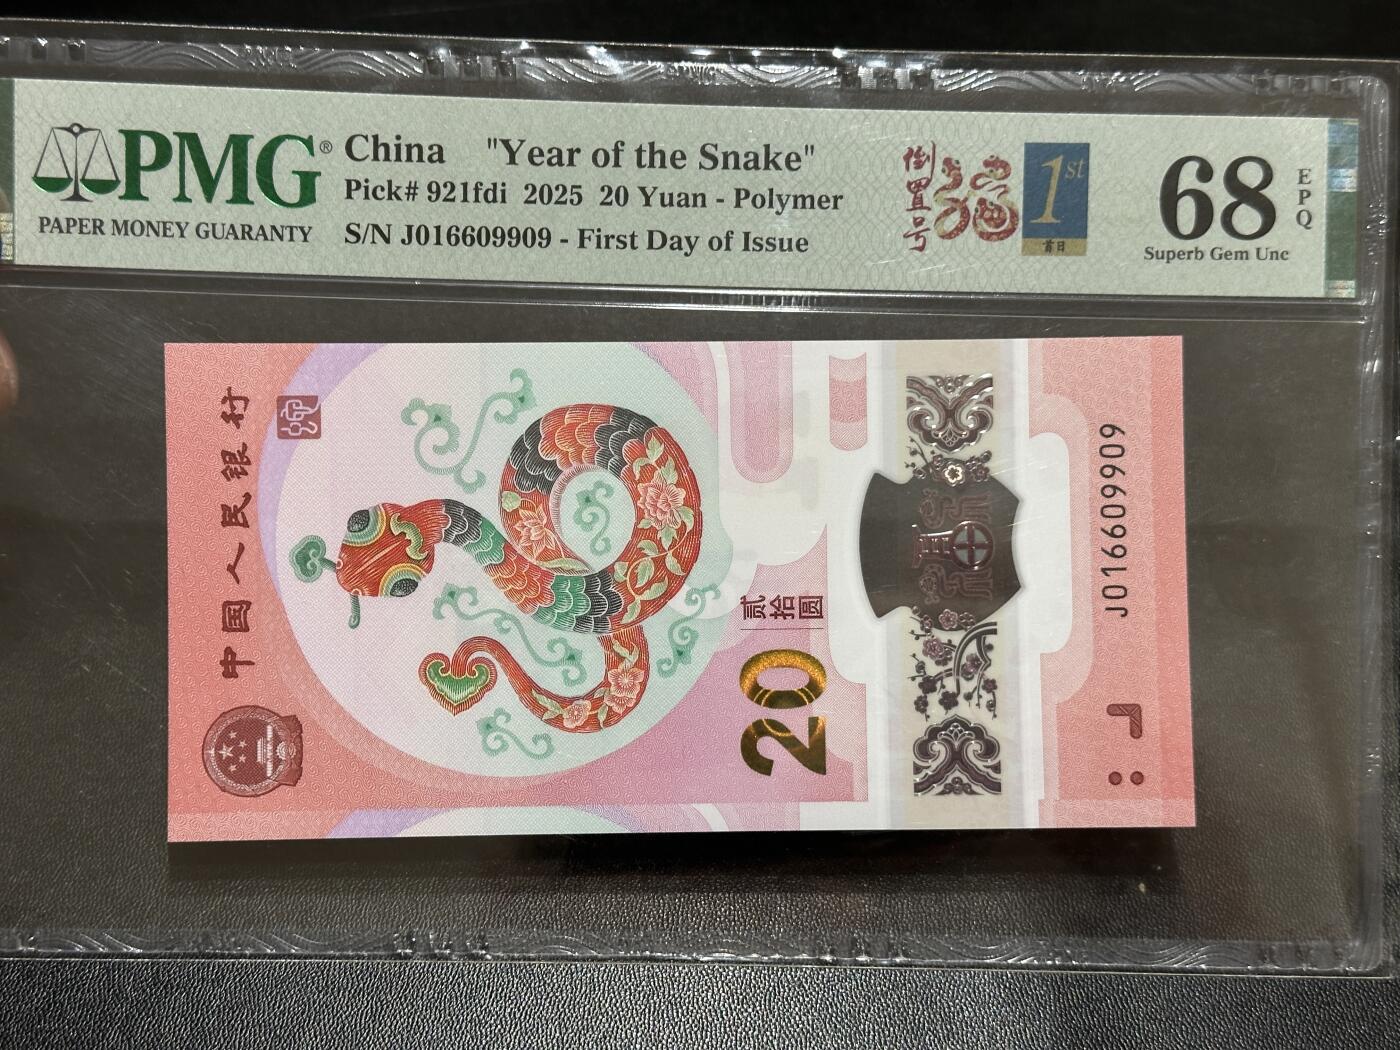 PMG®
PAPER MONEY GUARANTY
China "Year of the Snake"
Pick# 921fdi 2025 20 Yuan - Polymer
S/N J016609909 - First Day of Issue
倒置号
1st
首日
68
EPQ
Superb Gem Unc
中国人民银行
贰拾圆
20
J016609909